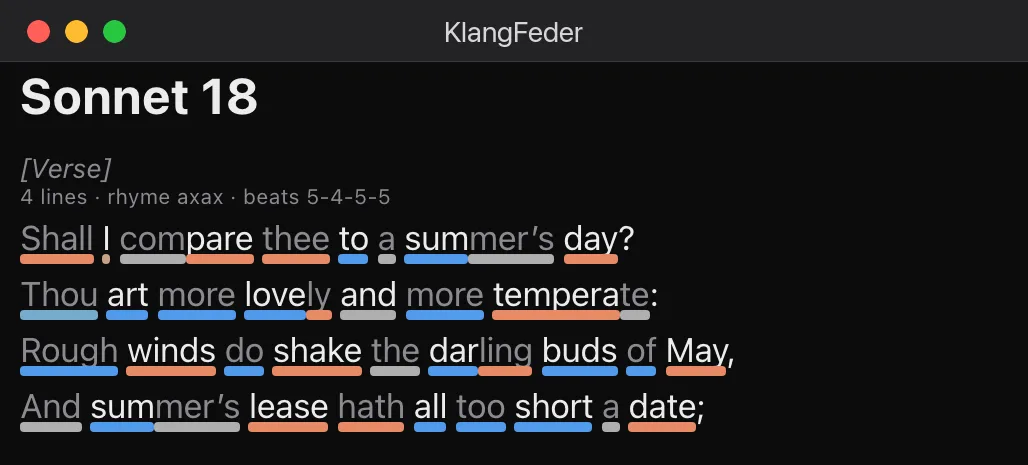 KlangFeder
Sonnet 18
[Verse]
4 lines · rhyme axax · beats 5-4-5-5
Shall I compare thee to a summer’s day?
Thou art more lovely and more temperate:
Rough winds do shake the darling buds of May,
And summer’s lease hath all too short a date;